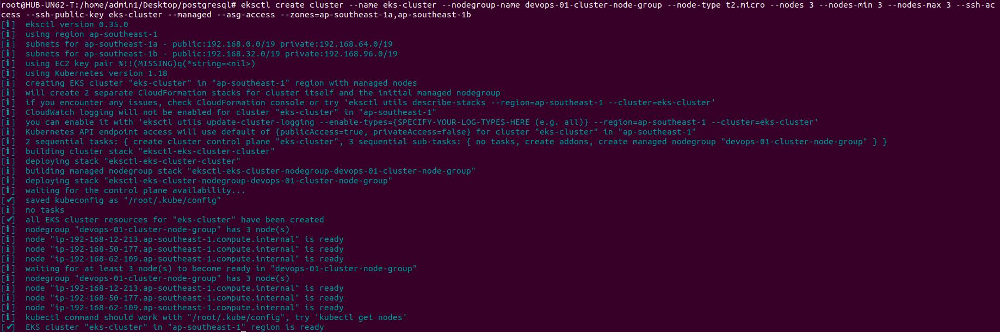 root@HUB-UN62-T:/home/admin1/Desktop/postgresql# eksctl create cluster --name eks-cluster --nodegroup-name devops-01-cluster-node-group --node-type t2.micro --nodes 3 --nodes-min 3 --nodes-max 3 --ssh-ac
cess --ssh-public-key eks-cluster --managed --asg-access --zones=ap-southeast-1a,ap-southeast-1b
[ℹ]  eksctl version 0.35.0
[ℹ]  using region ap-southeast-1
[ℹ]  subnets for ap-southeast-1a - public:192.168.0.0/19 private:192.168.64.0/19
[ℹ]  subnets for ap-southeast-1b - public:192.168.32.0/19 private:192.168.96.0/19
[ℹ]  using EC2 key pair %!!(MISSING)q(*string=<nil>)
[ℹ]  using Kubernetes version 1.18
[ℹ]  creating EKS cluster "eks-cluster" in "ap-southeast-1" region with managed nodes
[ℹ]  will create 2 separate CloudFormation stacks for cluster itself and the initial managed nodegroup
[ℹ]  if you encounter any issues, check CloudFormation console or try 'eksctl utils describe-stacks --region=ap-southeast-1 --cluster=eks-cluster'
[ℹ]  CloudWatch logging will not be enabled for cluster "eks-cluster" in "ap-southeast-1"
[ℹ]  you can enable it with 'eksctl utils update-cluster-logging --enable-types={SPECIFY-YOUR-LOG-TYPES-HERE (e.g. all)} --region=ap-southeast-1 --cluster=eks-cluster'
[ℹ]  Kubernetes API endpoint access will use default of {publicAccess=true, privateAccess=false} for cluster "eks-cluster" in "ap-southeast-1"
[ℹ]  2 sequential tasks: { create cluster control plane "eks-cluster", 3 sequential sub-tasks: { no tasks, create addons, create managed nodegroup "devops-01-cluster-node-group" } }
[ℹ]  building cluster stack "eksctl-eks-cluster-cluster"
[ℹ]  deploying stack "eksctl-eks-cluster-cluster"
[ℹ]  building managed nodegroup stack "eksctl-eks-cluster-nodegroup-devops-01-cluster-node-group"
[ℹ]  deploying stack "eksctl-eks-cluster-nodegroup-devops-01-cluster-node-group"
[ℹ]  waiting for the control plane availability...
[✔]  saved kubeconfig as "/root/.kube/config"
[ℹ]  no tasks
[✔]  all EKS cluster resources for "eks-cluster" have been created
[ℹ]  nodegroup "devops-01-cluster-node-group" has 3 node(s)
[ℹ]  node "ip-192-168-12-213.ap-southeast-1.compute.internal" is ready
[ℹ]  node "ip-192-168-50-177.ap-southeast-1.compute.internal" is ready
[ℹ]  node "ip-192-168-62-109.ap-southeast-1.compute.internal" is ready
[ℹ]  waiting for at least 3 node(s) to become ready in "devops-01-cluster-node-group"
[ℹ]  nodegroup "devops-01-cluster-node-group" has 3 node(s)
[ℹ]  node "ip-192-168-12-213.ap-southeast-1.compute.internal" is ready
[ℹ]  node "ip-192-168-50-177.ap-southeast-1.compute.internal" is ready
[ℹ]  node "ip-192-168-62-109.ap-southeast-1.compute.internal" is ready
[ℹ]  kubectl command should work with "/root/.kube/config", try 'kubectl get nodes'
[✔]  EKS cluster "eks-cluster" in "ap-southeast-1" region is ready